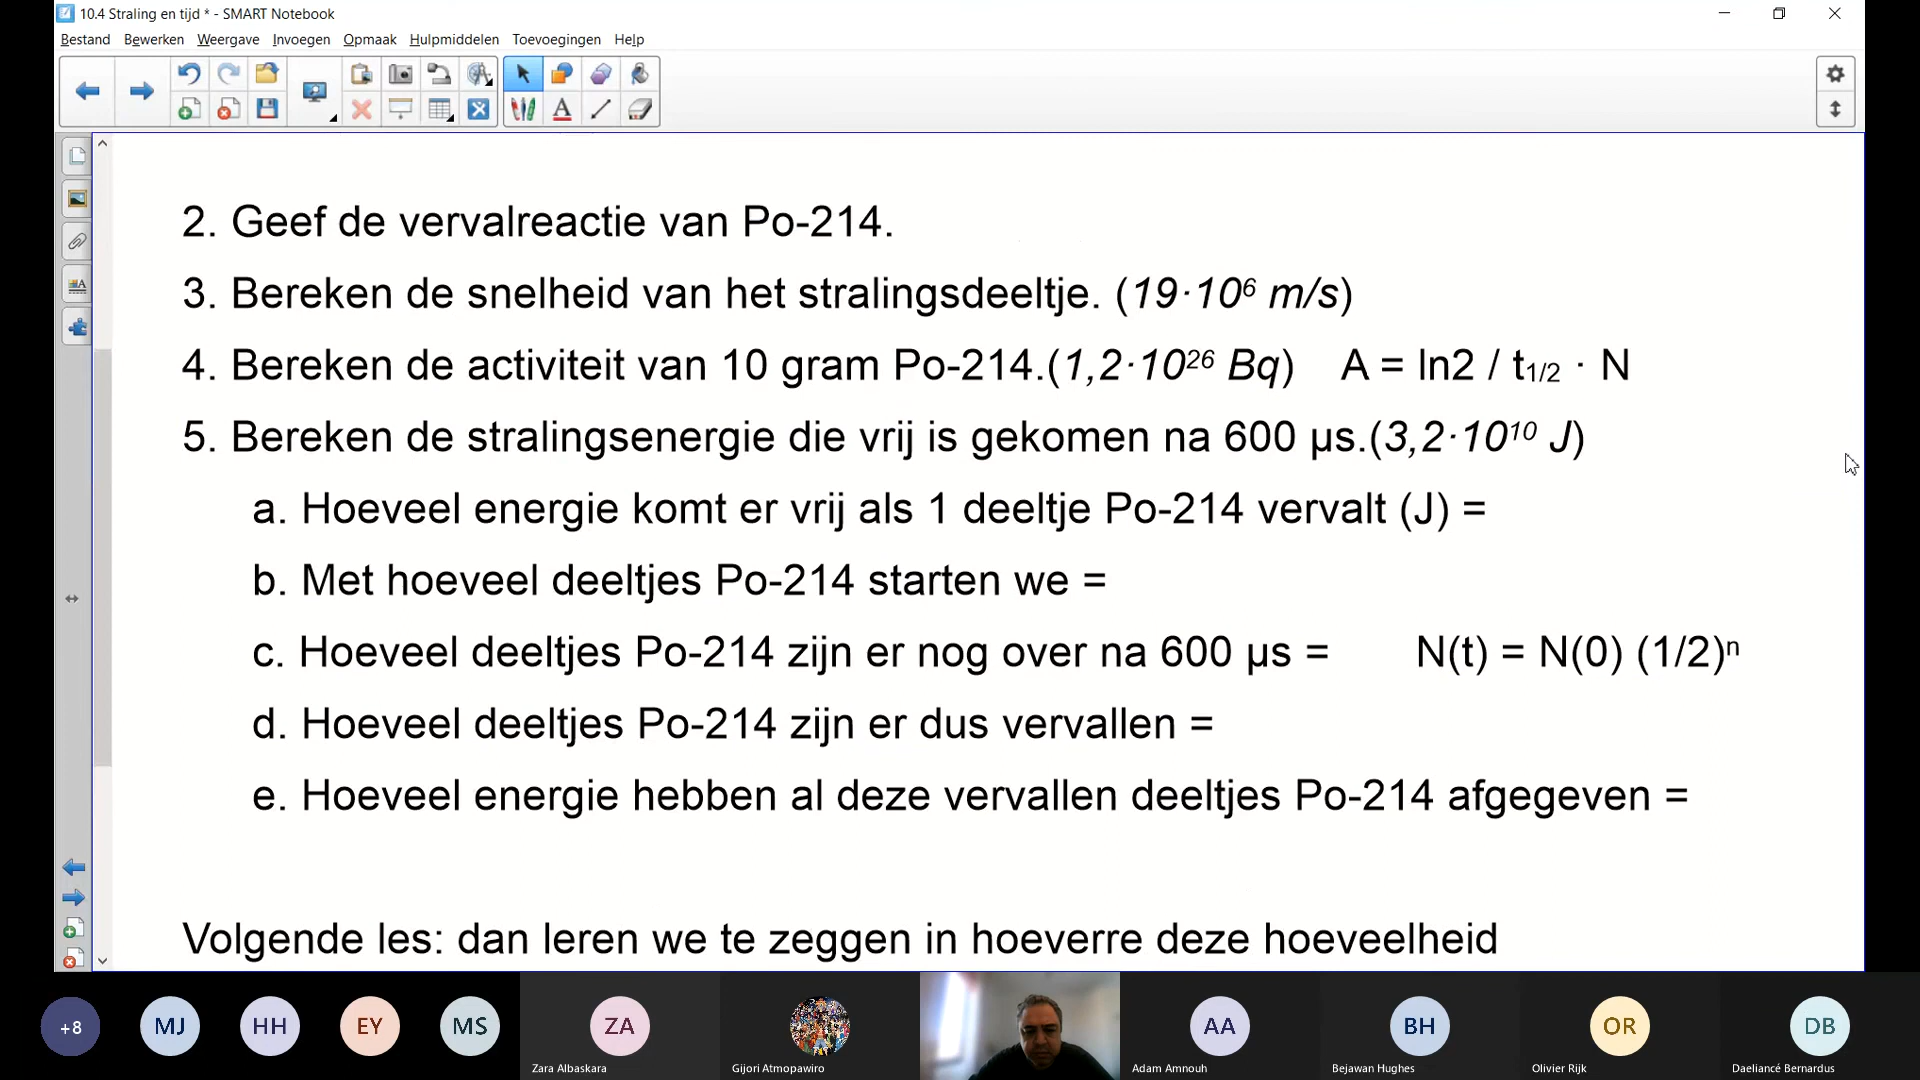 10.4 Straling en tijd * - SMART Notebook
Bestand Bewerken Weergave Invoegen Opmaak Hulpmiddelen Toevoegingen Help
2. Geef de vervalreactie van Po-214.
3. Bereken de snelheid van het stralingsdeeltje. (19·10⁶ m/s)
4. Bereken de activiteit van 10 gram Po-214.(1,2·10²⁶ Bq) A = ln2 / t₁/₂ · N
5. Bereken de stralingsenergie die vrij is gekomen na 600 µs.(3,2·10¹⁰ J)
a. Hoeveel energie komt er vrij als 1 deeltje Po-214 vervalt (J) =
b. Met hoeveel deeltjes Po-214 starten we =
c. Hoeveel deeltjes Po-214 zijn er nog over na 600 µs = N(t) = N(0) (1/2)ⁿ
d. Hoeveel deeltjes Po-214 zijn er dus vervallen =
e. Hoeveel energie hebben al deze vervallen deeltjes Po-214 afgegeven =
Volgende les: dan leren we te zeggen in hoeverre deze hoeveelheid
+8 MJ HH EY MS ZA AA BH OR DB
Zara Albaskara Gijori Atmopawiro Adam Amnouh Bejawan Hughes Olivier Rijk Daeliancé Bernardus